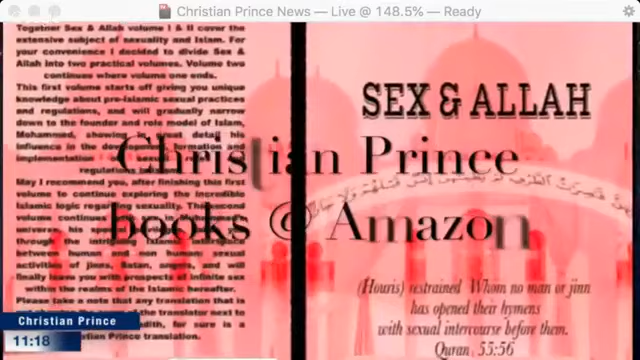 Christian Prince News — Live @ 148.5% — Ready
Together Sex & Allah volume I & II cover the
extensive subject of sexuality and Islam. For
your convenience I decided to divide Sex &
Allah into two practical volumes. Volume two
continues where volume one ends.
This first volume starts off giving you unique
knowledge about pre-islamic sexual practices
and regulations, and will gradually narrow
down to the founder and role model of Islam,
Mohammed, showing great detail his
influence in the formation and
implementation
regulations
May I recommend you, after finishing this first
volume to continue exploring the incredible
Islamic logic regarding sexuality. This second
volume continues
universe, his
through the Islamic
between human and non human: sexual
activities of jinns, Satan, angels, and will
finally leave you with prospects of infinite sex
within the realms of the Islamic hereafter.
Please take a note that any translation that is
translator next to
for sure is a
Christian Prince translation.
SEX & ALLAH
Christian Prince
books @ Amazon
(Houris) restrained Whom no man or jinn
has opened their hymens
with sexual intercourse before them.
Quran, 55:56
Christian Prince
11:18